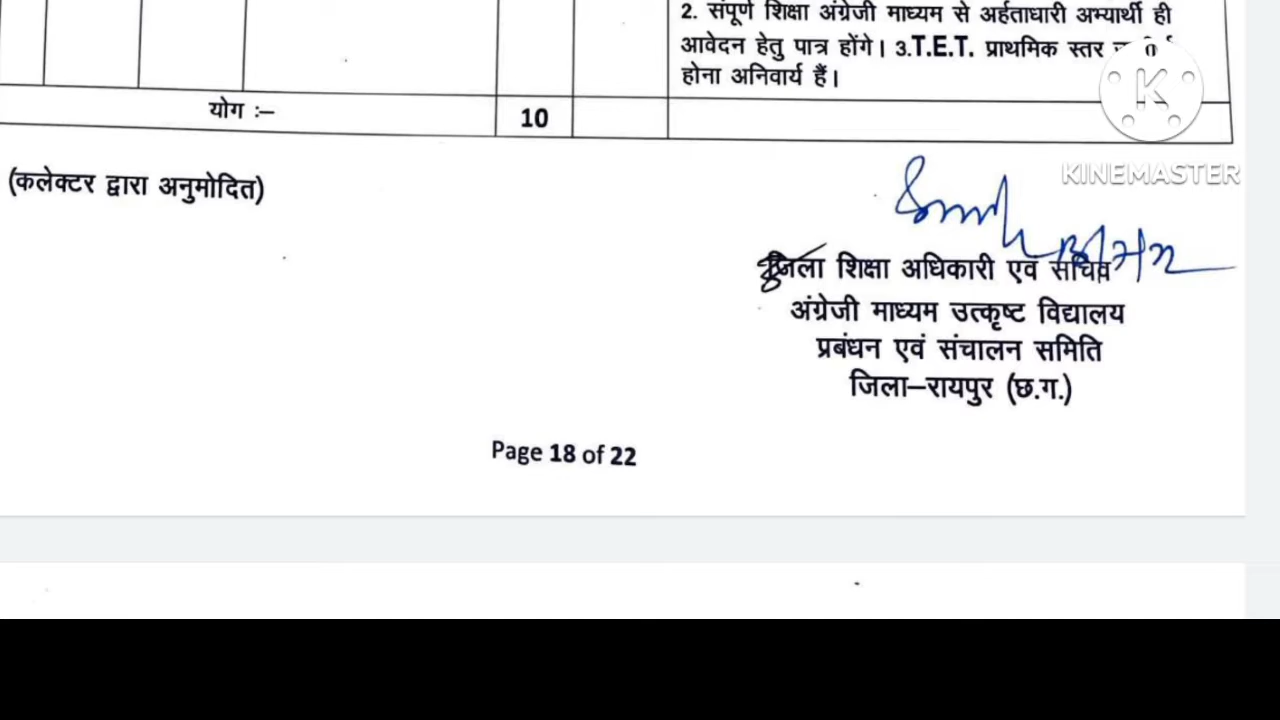 2. संपूर्ण शिक्षा अंग्रेजी माध्यम से अर्हताधारी अभ्यार्थी ही
आवेदन हेतु पात्र होंगे। 3.T.E.T. प्राथमिक स्तर
होना अनिवार्य हैं।
योग :– 10
KINEMASTER
(कलेक्टर द्वारा अनुमोदित)
जिला शिक्षा अधिकारी एवं सचिव
अंग्रेजी माध्यम उत्कृष्ट विद्यालय
प्रबंधन एवं संचालन समिति
जिला–रायपुर (छ.ग.)
Page 18 of 22